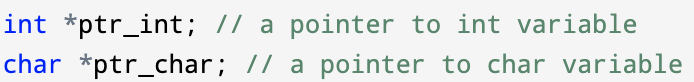 int *ptr_int; // a pointer to int variable
char *ptr_char; // a pointer to char variable